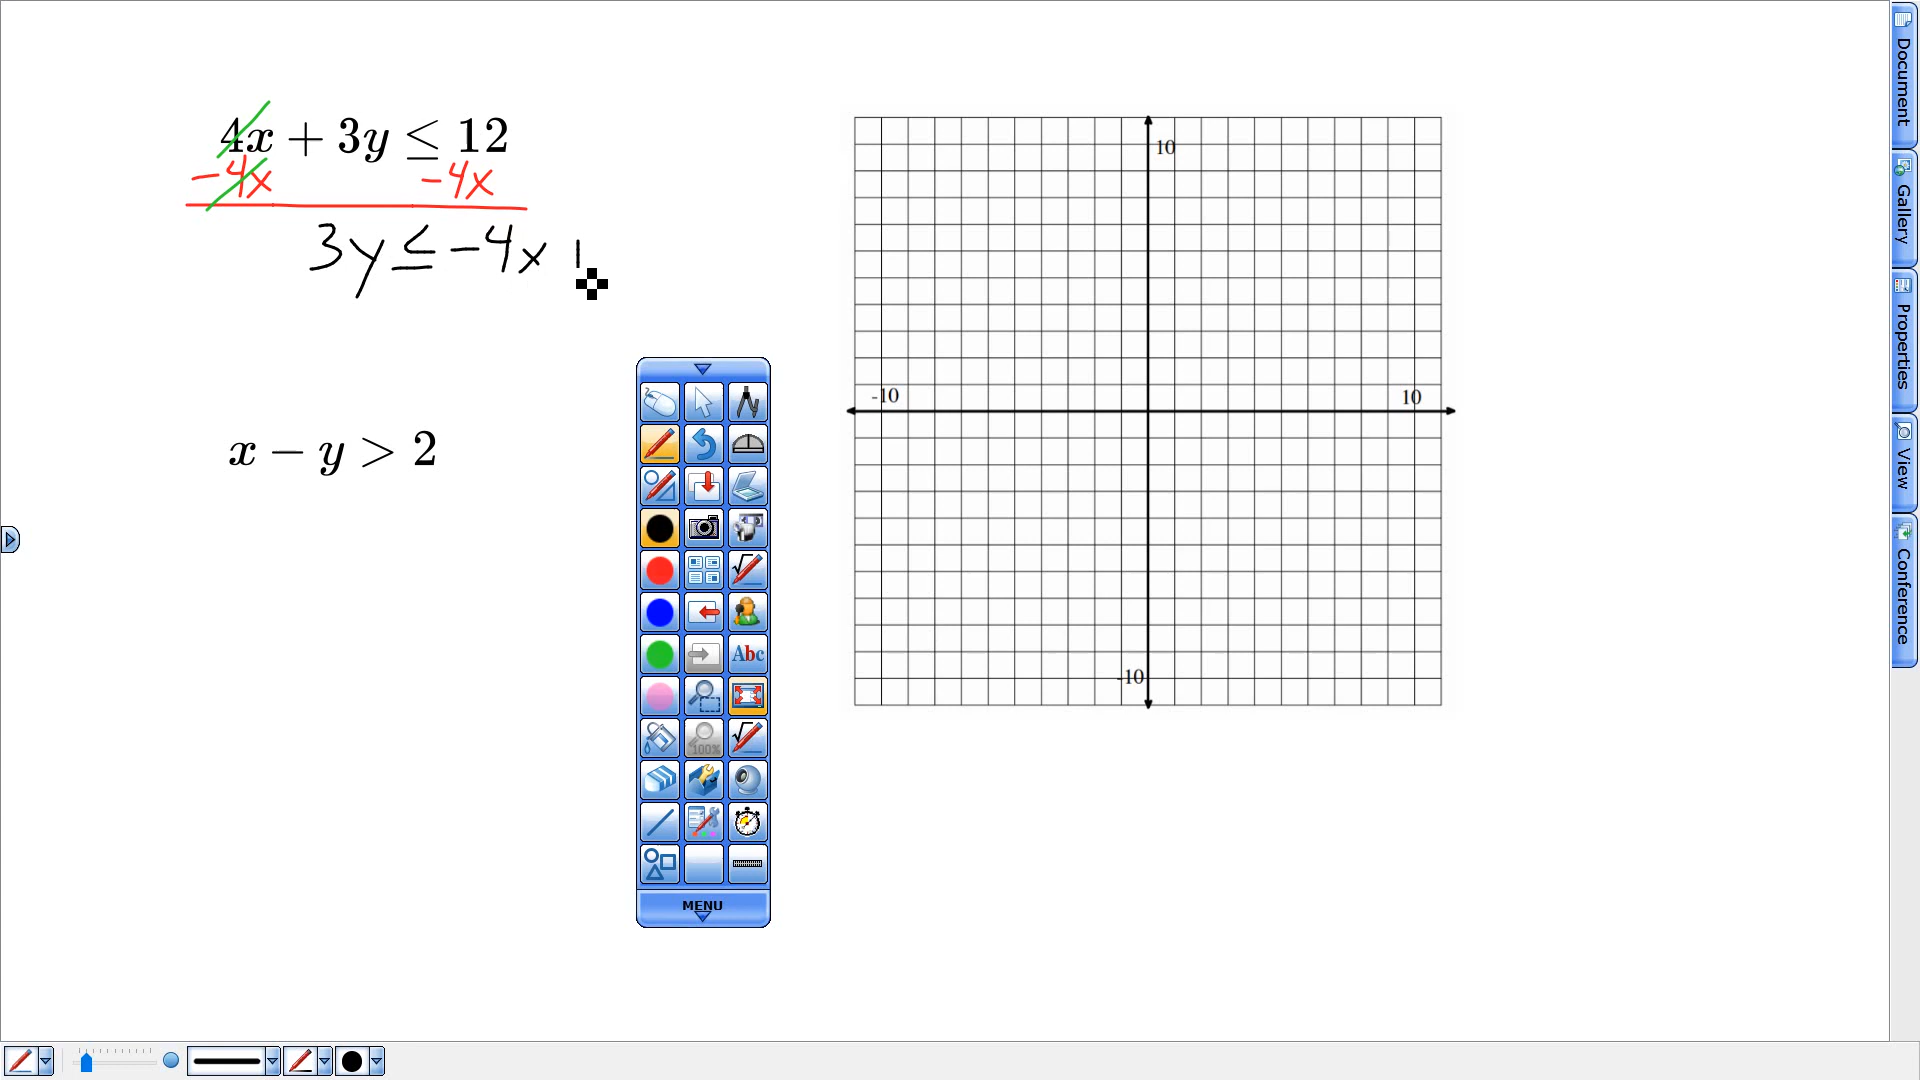 4x + 3y ≤ 12
-4x -4x
3y ≤ -4x
x - y > 2
10
-10
10
-10
Abc
100%
MENU
Document
Gallery
Properties
View
Conference